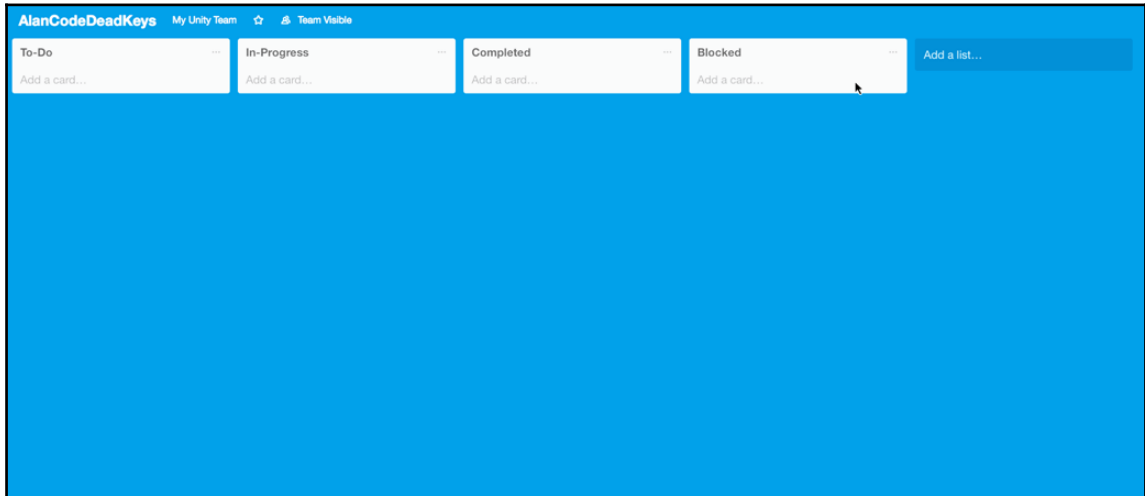 AlanCodeDeadKeys My Unity Team Team Visible
To-Do ... In-Progress ... Completed ... Blocked ... Add a list...
Add a card... Add a card... Add a card... Add a card...